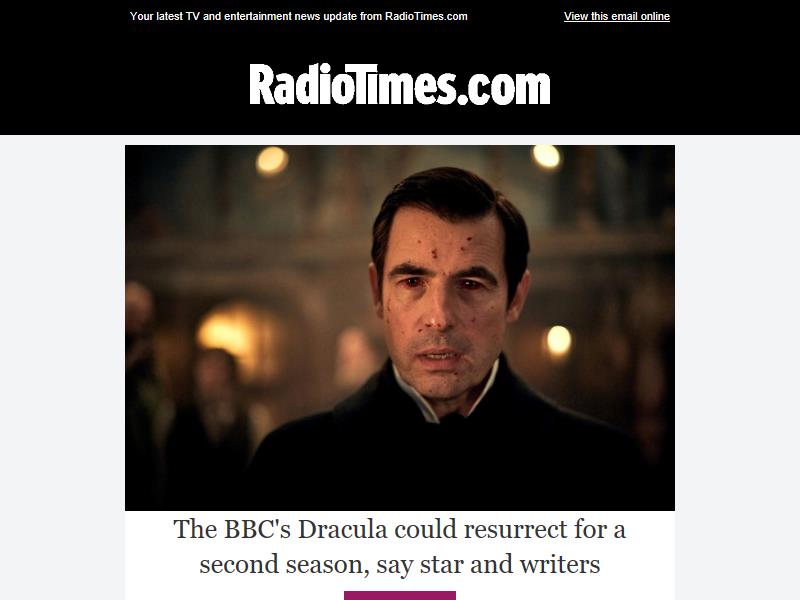 Your latest TV and entertainment news update from RadioTimes.com
View this email online
RadioTimes.com
The BBC's Dracula could resurrect for a
second season, say star and writers